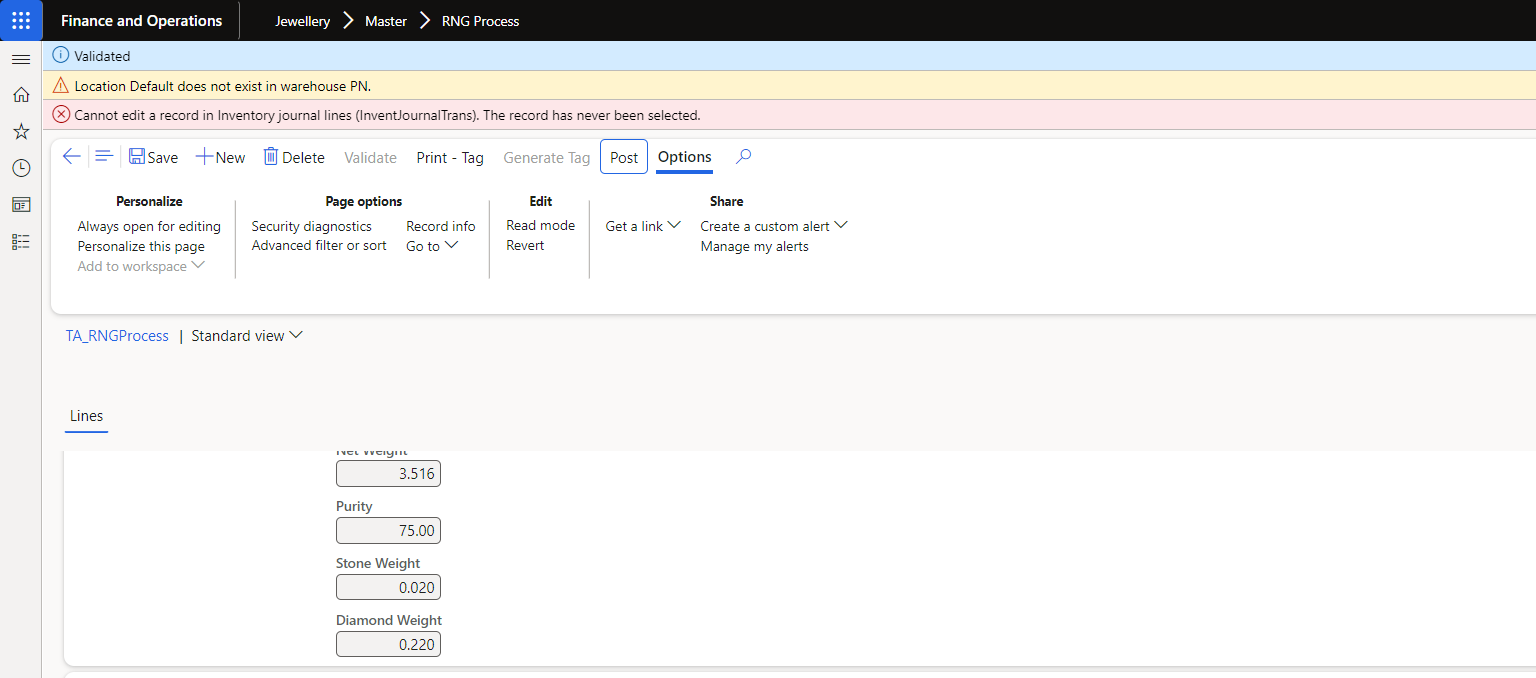 Finance and Operations
Jewellery > Master > RNG Process
Validated
Location Default does not exist in warehouse PN.
Cannot edit a record in Inventory journal lines (InventJournalTrans). The record has never been selected.
Save New Delete Validate Print - Tag Generate Tag Post Options
Personalize
Always open for editing
Personalize this page
Add to workspace
Page options
Security diagnostics
Advanced filter or sort
Record info
Go to
Edit
Read mode
Revert
Share
Get a link
Create a custom alert
Manage my alerts
TA_RNGProcess | Standard view
Lines
Net Weight
3.516
Purity
75.00
Stone Weight
0.020
Diamond Weight
0.220